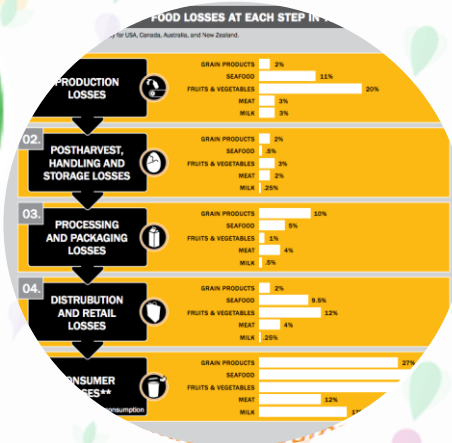 FOOD LOSSES AT EACH STEP IN
for USA, Canada, Australia, and New Zealand.
PRODUCTION
LOSSES
GRAIN PRODUCTS 2%
SEAFOOD 11%
FRUITS & VEGETABLES 20%
MEAT 3%
MILK 3%
02.
POSTHARVEST,
HANDLING AND
STORAGE LOSSES
GRAIN PRODUCTS 2%
SEAFOOD .5%
FRUITS & VEGETABLES 3%
MEAT 2%
MILK .25%
03.
PROCESSING
AND PACKAGING
LOSSES
GRAIN PRODUCTS 10%
SEAFOOD 5%
FRUITS & VEGETABLES 1%
MEAT 4%
MILK .5%
04.
DISTRUBUTION
AND RETAIL
LOSSES
GRAIN PRODUCTS 2%
SEAFOOD 9.5%
FRUITS & VEGETABLES 12%
MEAT 4%
MILK .25%
GRAIN PRODUCTS 27%
SEAFOOD
FRUITS & VEGETABLES
MEAT 12%
MILK